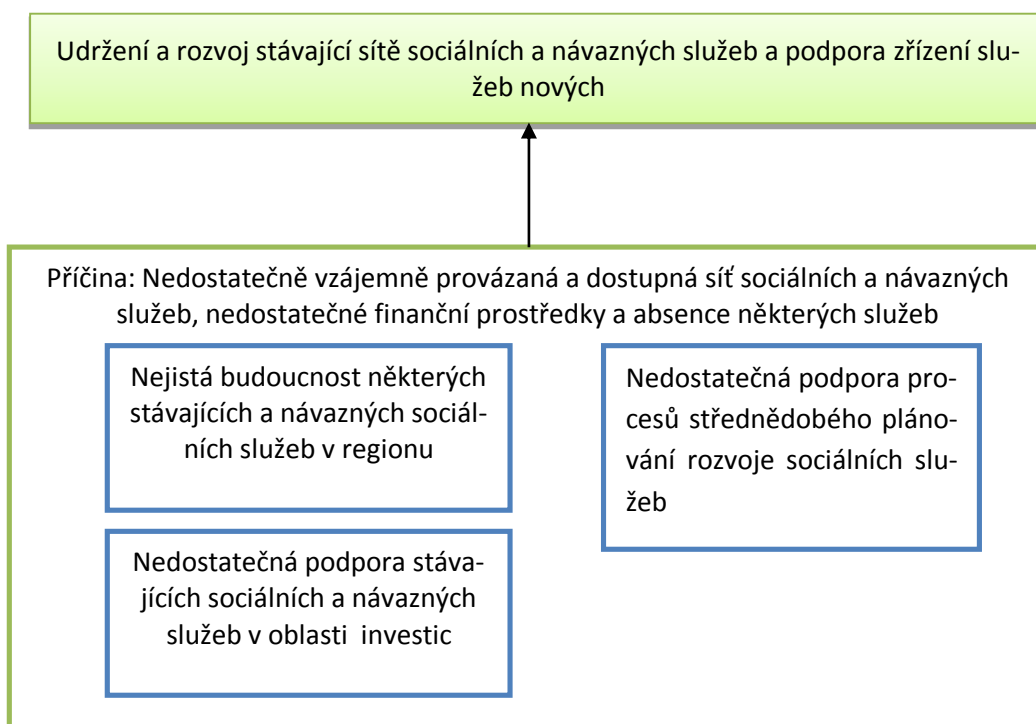 Udržení a rozvoj stávající sítě sociálních a návazných služeb a podpora zřízení slu-
žeb nových
Příčina: Nedostatečně vzájemně provázaná a dostupná síť sociálních a návazných
služeb, nedostatečné finanční prostředky a absence některých služeb
Nejistá budoucnost některých
stávajících a návazných sociál-
ních služeb v regionu
Nedostatečná podpora stáva-
jících sociálních a návazných
služeb v oblasti  investic
Nedostatečná podpora pro-
cesů střednědobého pláno-
vání rozvoje sociálních slu-
žeb